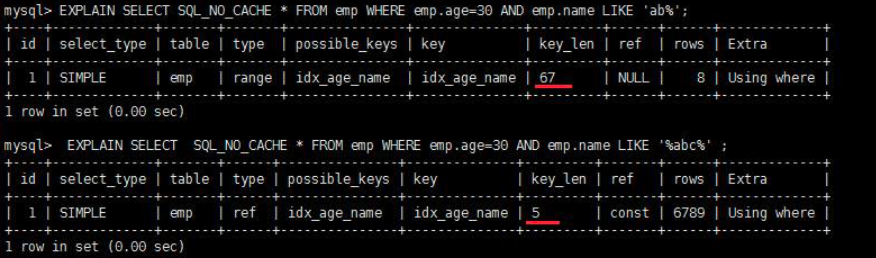 mysql> EXPLAIN SELECT SQL_NO_CACHE * FROM emp WHERE emp.age=30 AND emp.name LIKE 'ab%';
+----+-------------+-------+-------+---------------+--------------+---------+------+------+-------------+
| id | select_type | table | type | possible_keys | key | key_len | ref | rows | Extra |
+----+-------------+-------+-------+---------------+--------------+---------+------+------+-------------+
| 1 | SIMPLE | emp | range | idx_age_name | idx_age_name | 67 | NULL | 8 | Using where |
+----+-------------+-------+-------+---------------+--------------+---------+------+------+-------------+
1 row in set (0.00 sec)
mysql> EXPLAIN SELECT SQL_NO_CACHE * FROM emp WHERE emp.age=30 AND emp.name LIKE '%abc%' ;
+----+-------------+-------+------+---------------+--------------+---------+-------+------+-------------+
| id | select_type | table | type | possible_keys | key | key_len | ref | rows | Extra |
+----+-------------+-------+------+---------------+--------------+---------+-------+------+-------------+
| 1 | SIMPLE | emp | ref | idx_age_name | idx_age_name | 5 | const | 6789 | Using where |
+----+-------------+-------+------+---------------+--------------+---------+-------+------+-------------+
1 row in set (0.00 sec)